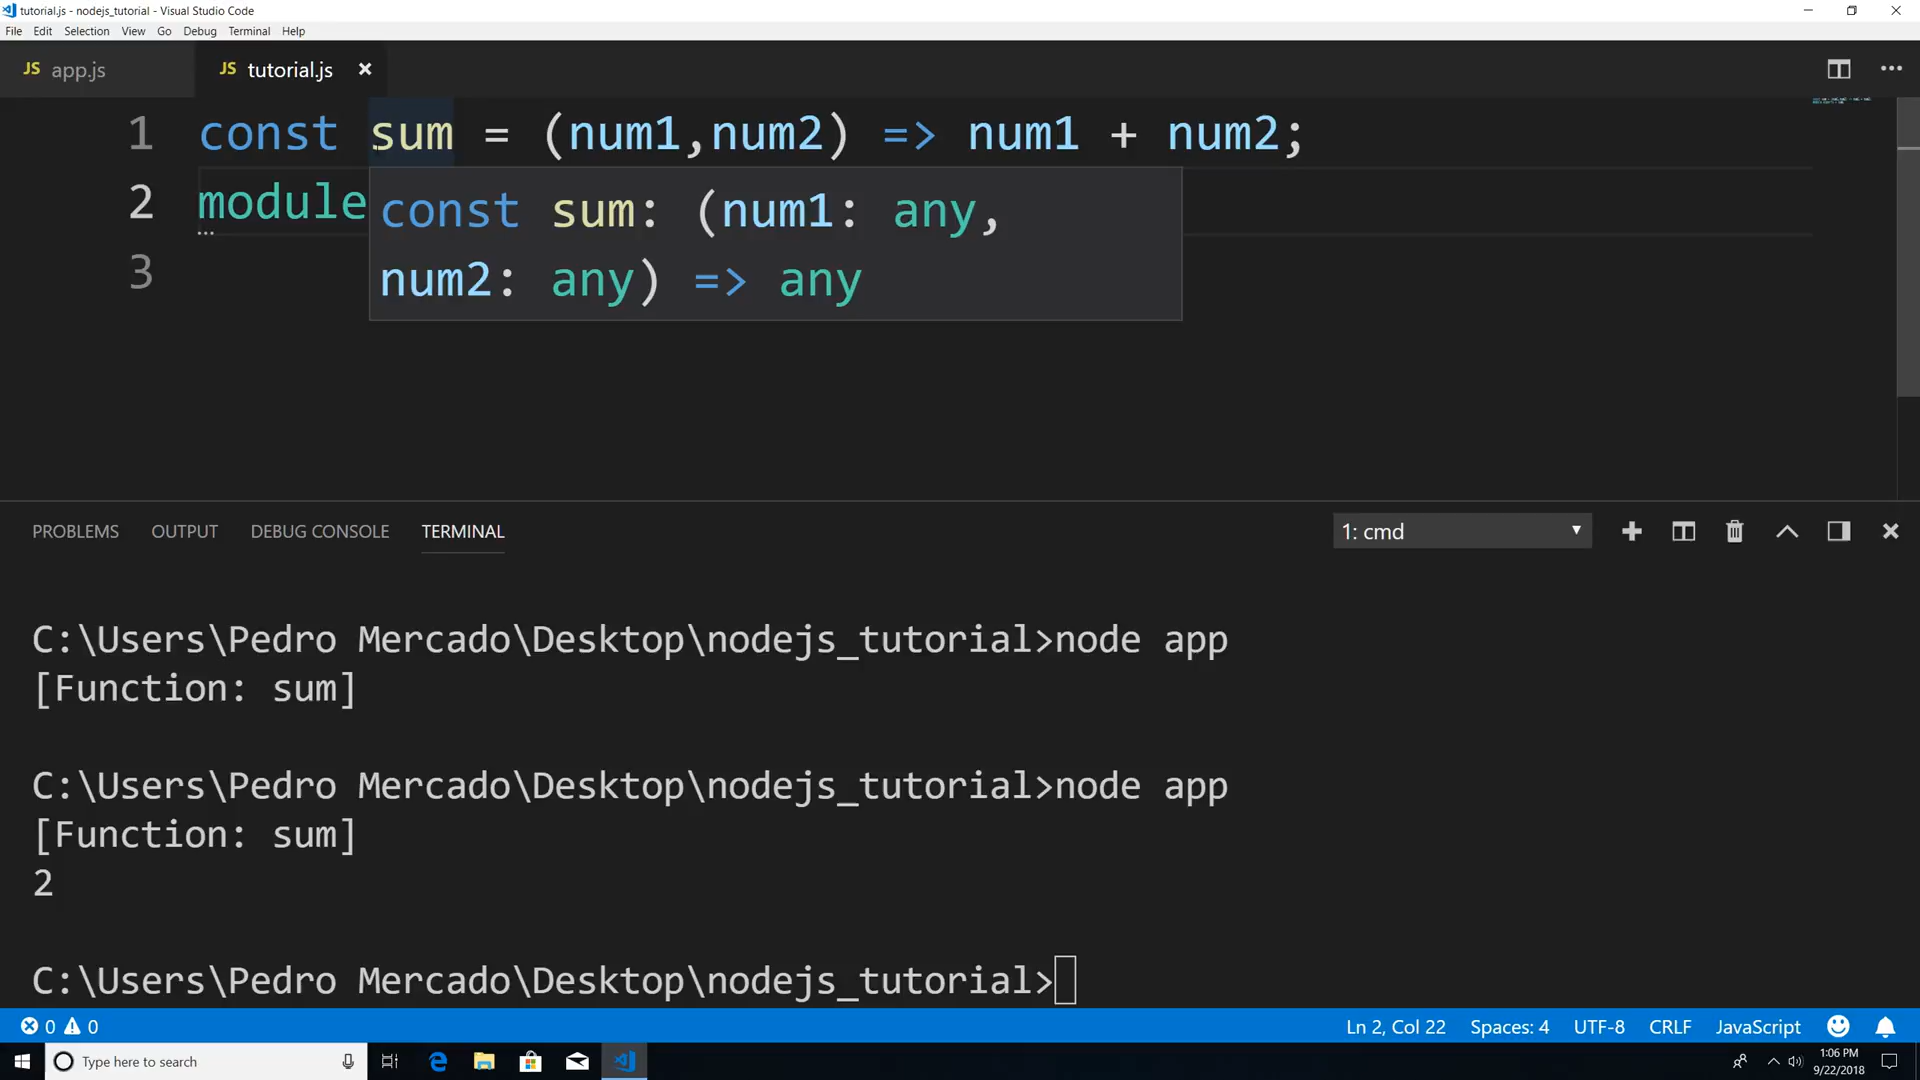 tutorial.js - nodejs_tutorial - Visual Studio Code
File Edit Selection View Go Debug Terminal Help
JS app.js JS tutorial.js
1 const sum = (num1,num2) => num1 + num2;
2 module
const sum: (num1: any,
num2: any) => any
3
PROBLEMS OUTPUT DEBUG CONSOLE TERMINAL 1: cmd
C:\Users\Pedro Mercado\Desktop\nodejs_tutorial>node app
[Function: sum]
C:\Users\Pedro Mercado\Desktop\nodejs_tutorial>node app
[Function: sum]
2
C:\Users\Pedro Mercado\Desktop\nodejs_tutorial>
0 0 Ln 2, Col 22 Spaces: 4 UTF-8 CRLF JavaScript
Type here to search
1:06 PM
9/22/2018